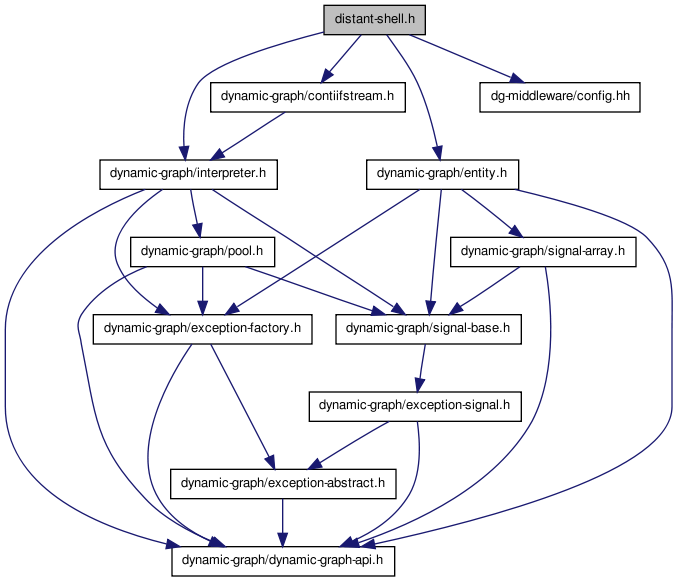 distant-shell.h
dynamic-graph/contiifstream.h
dg-middleware/config.hh
dynamic-graph/interpreter.h
dynamic-graph/entity.h
dynamic-graph/pool.h
dynamic-graph/signal-array.h
dynamic-graph/exception-factory.h
dynamic-graph/signal-base.h
dynamic-graph/exception-signal.h
dynamic-graph/exception-abstract.h
dynamic-graph/dynamic-graph-api.h